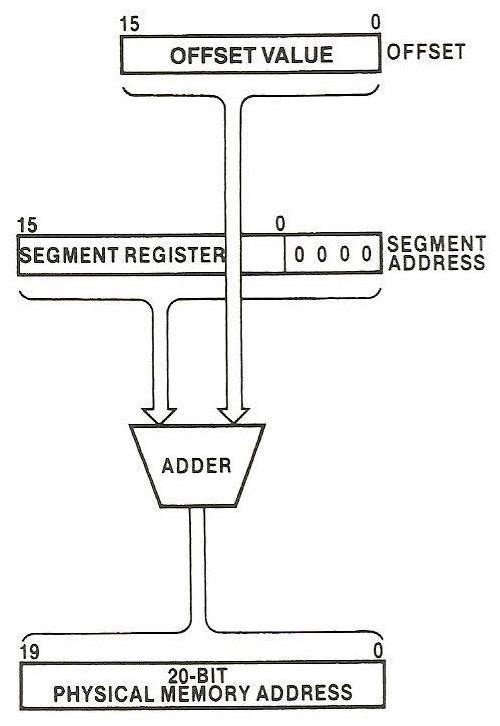 15 0
OFFSET VALUE OFFSET
15 0
SEGMENT REGISTER 0 0 0 0 SEGMENT
ADDRESS
ADDER
19 0
20-BIT
PHYSICAL MEMORY ADDRESS